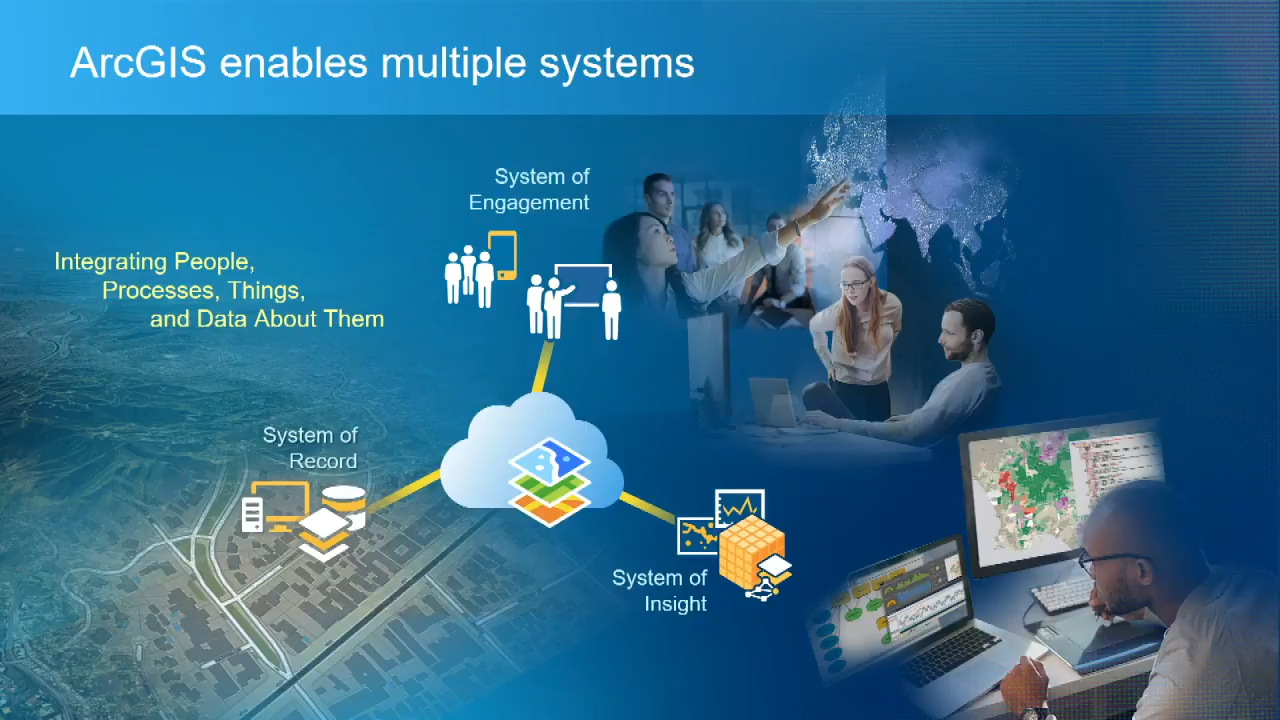 ArcGIS enables multiple systems
System of
Engagement
Integrating People,
Processes, Things,
and Data About Them
System of
Record
System of
Insight